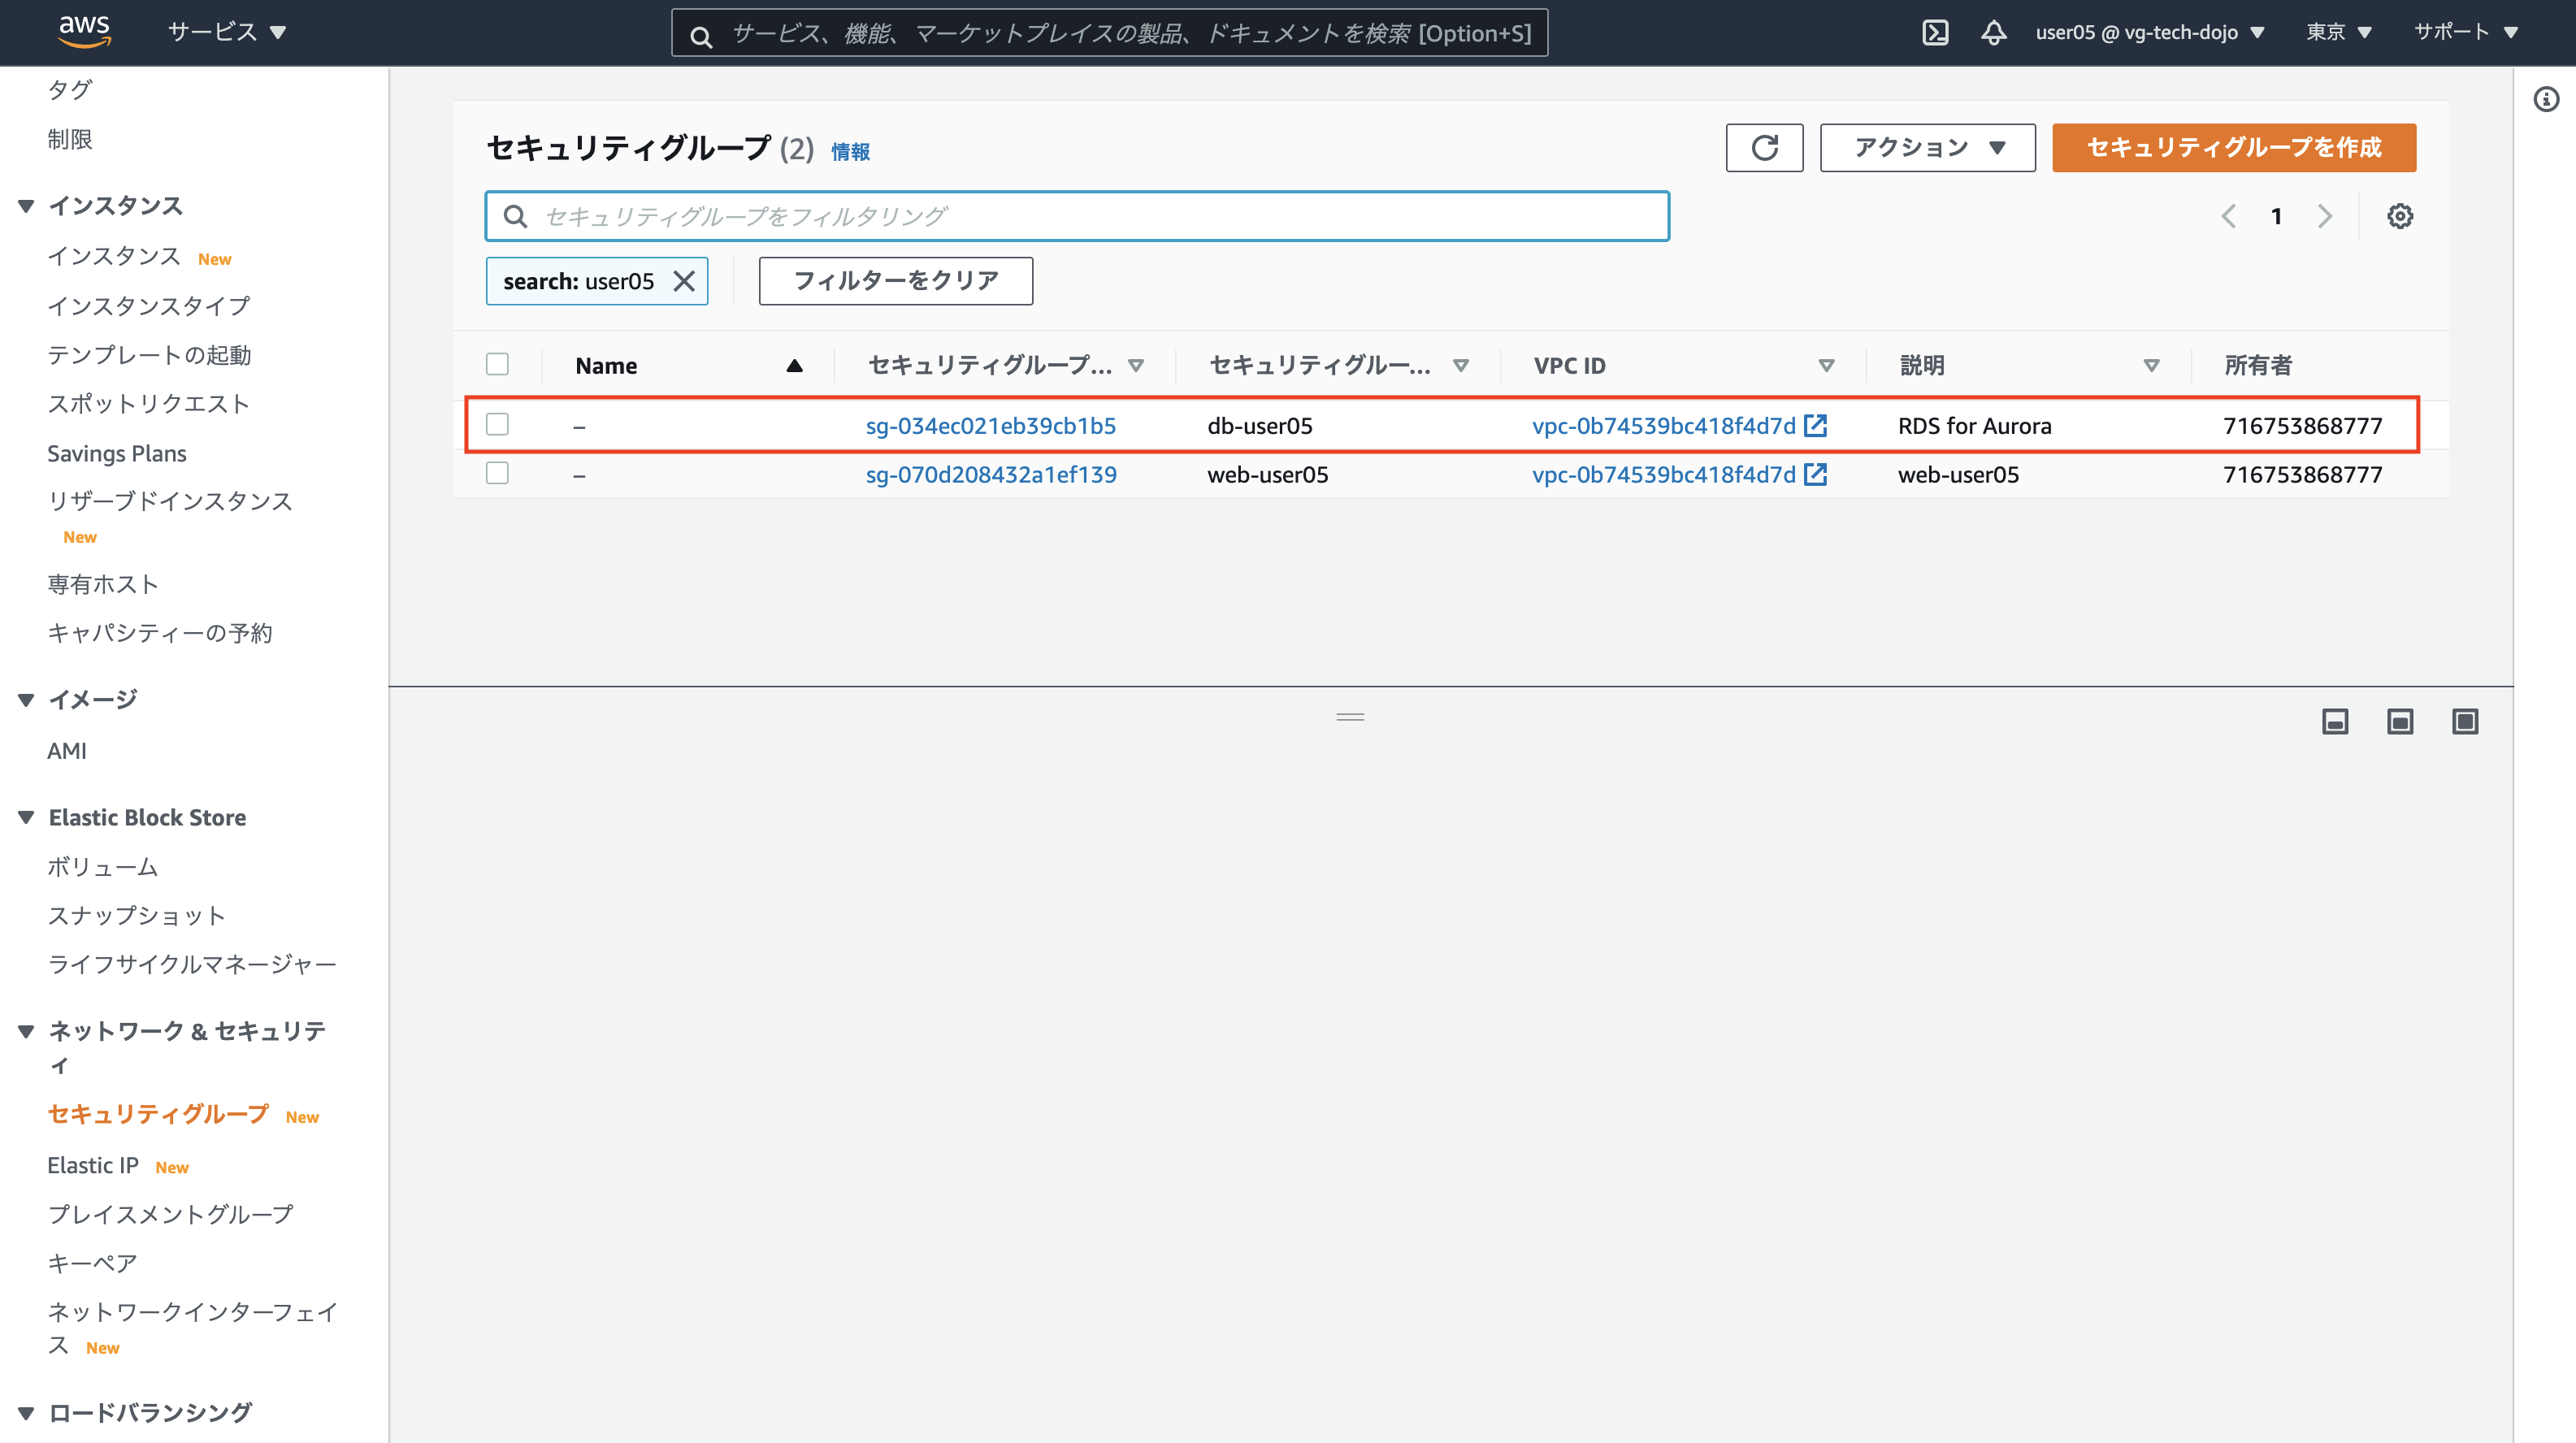 aws サービス サービス、機能、マーケットプレイスの製品、ドキュメントを検索 [Option+S] user05 @ vg-tech-dojo 東京 サポート
タグ
制限
インスタンス
インスタンス New
インスタンスタイプ
テンプレートの起動
スポットリクエスト
Savings Plans
リザーブドインスタンス
New
専有ホスト
キャパシティーの予約
イメージ
AMI
Elastic Block Store
ボリューム
スナップショット
ライフサイクルマネージャー
ネットワーク & セキュリテ
ィ
セキュリティグループ New
Elastic IP New
プレイスメントグループ
キーペア
ネットワークインターフェイ
ス New
ロードバランシング
セキュリティグループ (2) 情報 アクション セキュリティグループを作成
セキュリティグループをフィルタリング 1
search: user05 フィルターをクリア
Name セキュリティグループ... セキュリティグルー... VPC ID 説明 所有者
– sg-034ec021eb39cb1b5 db-user05 vpc-0b74539bc418f4d7d RDS for Aurora 716753868777
– sg-070d208432a1ef139 web-user05 vpc-0b74539bc418f4d7d web-user05 716753868777